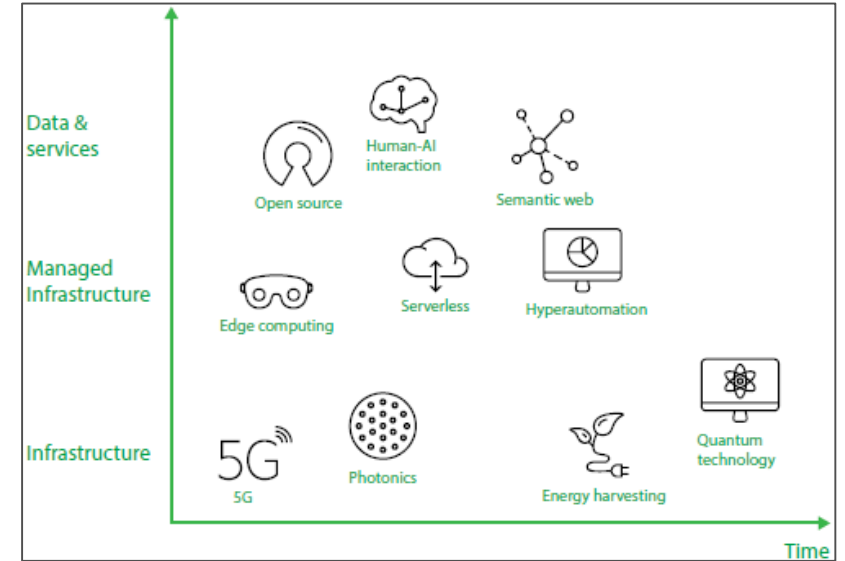 Data &
services
Open source
Human-AI
interaction
Semantic web
Managed
Infrastructure
Edge computing
Serverless
Hyperautomation
Infrastructure
5G
5G
Photonics
Energy harvesting
Quantum
technology
Time